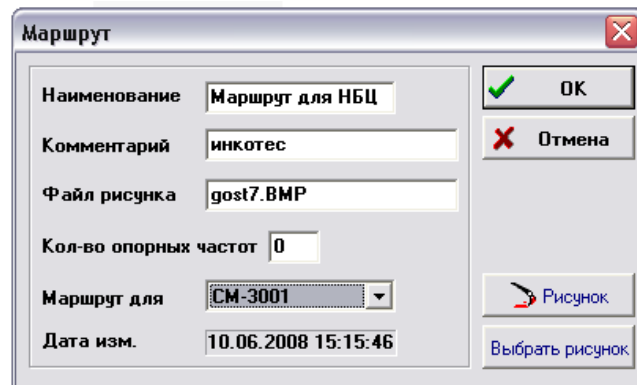 Маршрут
Наименование Маршрут для НБЦ
Комментарий инкотес
Файл рисунка gost7.BMP
Кол-во опорных частот 0
Маршрут для СМ-3001
Дата изм. 10.06.2008 15:15:46
OK
Отмена
Рисунок
Выбрать рисунок